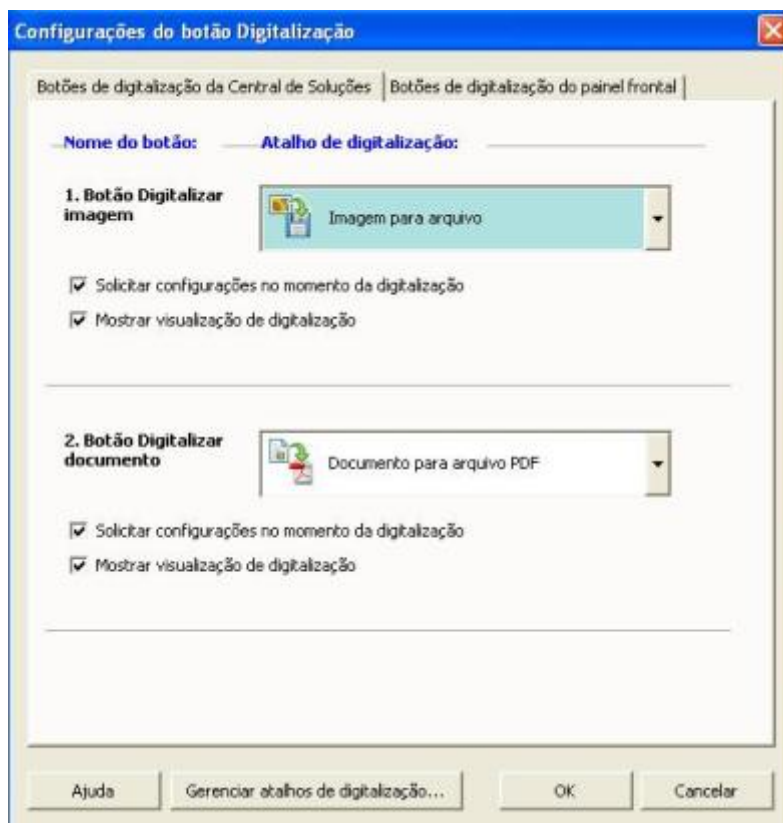 Configurações do botão Digitalização
Botões de digitalização da Central de Soluções
Botões de digitalização do painel frontal
Nome do botão:
Atalho de digitalização:
1. Botão Digitalizar
imagem
Imagem para arquivo
Solicitar configurações no momento da digitalização
Mostrar visualização de digitalização
2. Botão Digitalizar
documento
Documento para arquivo PDF
Solicitar configurações no momento da digitalização
Mostrar visualização de digitalização
Ajuda
Gerenciar atalhos de digitalização...
OK
Cancelar